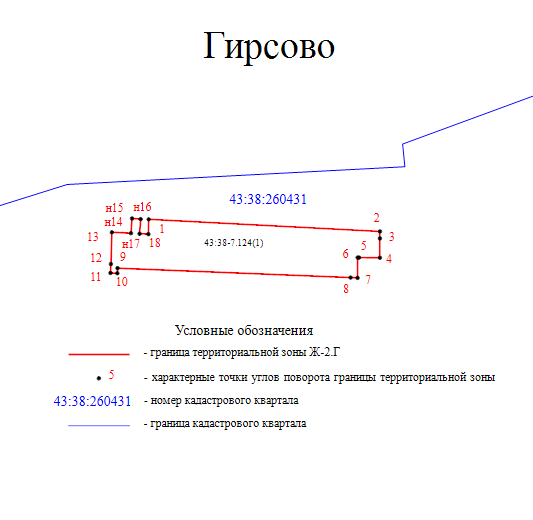 Гирсово
43:38:260431
н15 н16
н14
13
1
2
3
н17 18
43:38-7.124(1)
5
6
4
12
9
11
10
7
8
Условные обозначения
- граница территориальной зоны Ж-2.Г
5 - характерные точки углов поворота границы территориальной зоны
43:38:260431 - номер кадастрового квартала
- граница кадастрового квартала